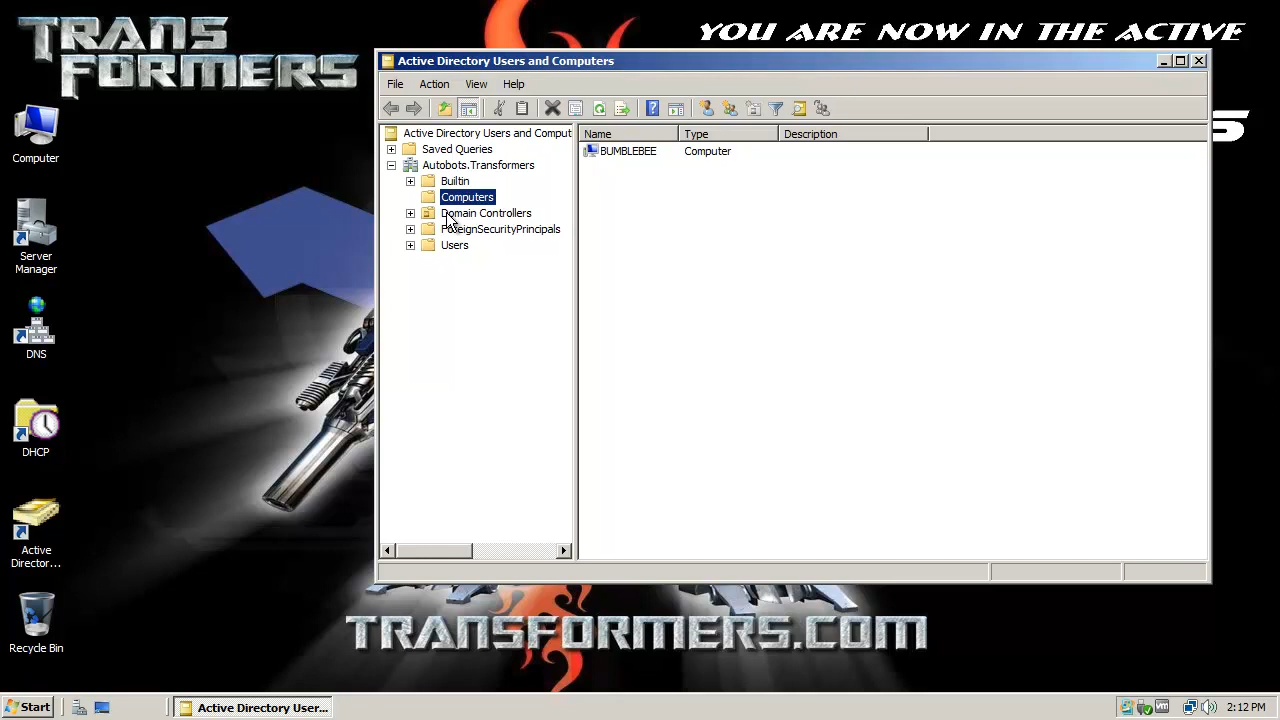 TRANSFORMERS
YOU ARE NOW IN THE ACTIVE
Active Directory Users and Computers
File Action View Help
Active Directory Users and Comput
Saved Queries
Autobots.Transformers
Builtin
Computers
Domain Controllers
ForeignSecurityPrincipals
Users
Name Type Description
BUMBLEBEE Computer
Computer
Server
Manager
DNS
DHCP
Active
Director...
Recycle Bin
TRANSFORMERS.COM
Start
Active Directory User...
2:12 PM